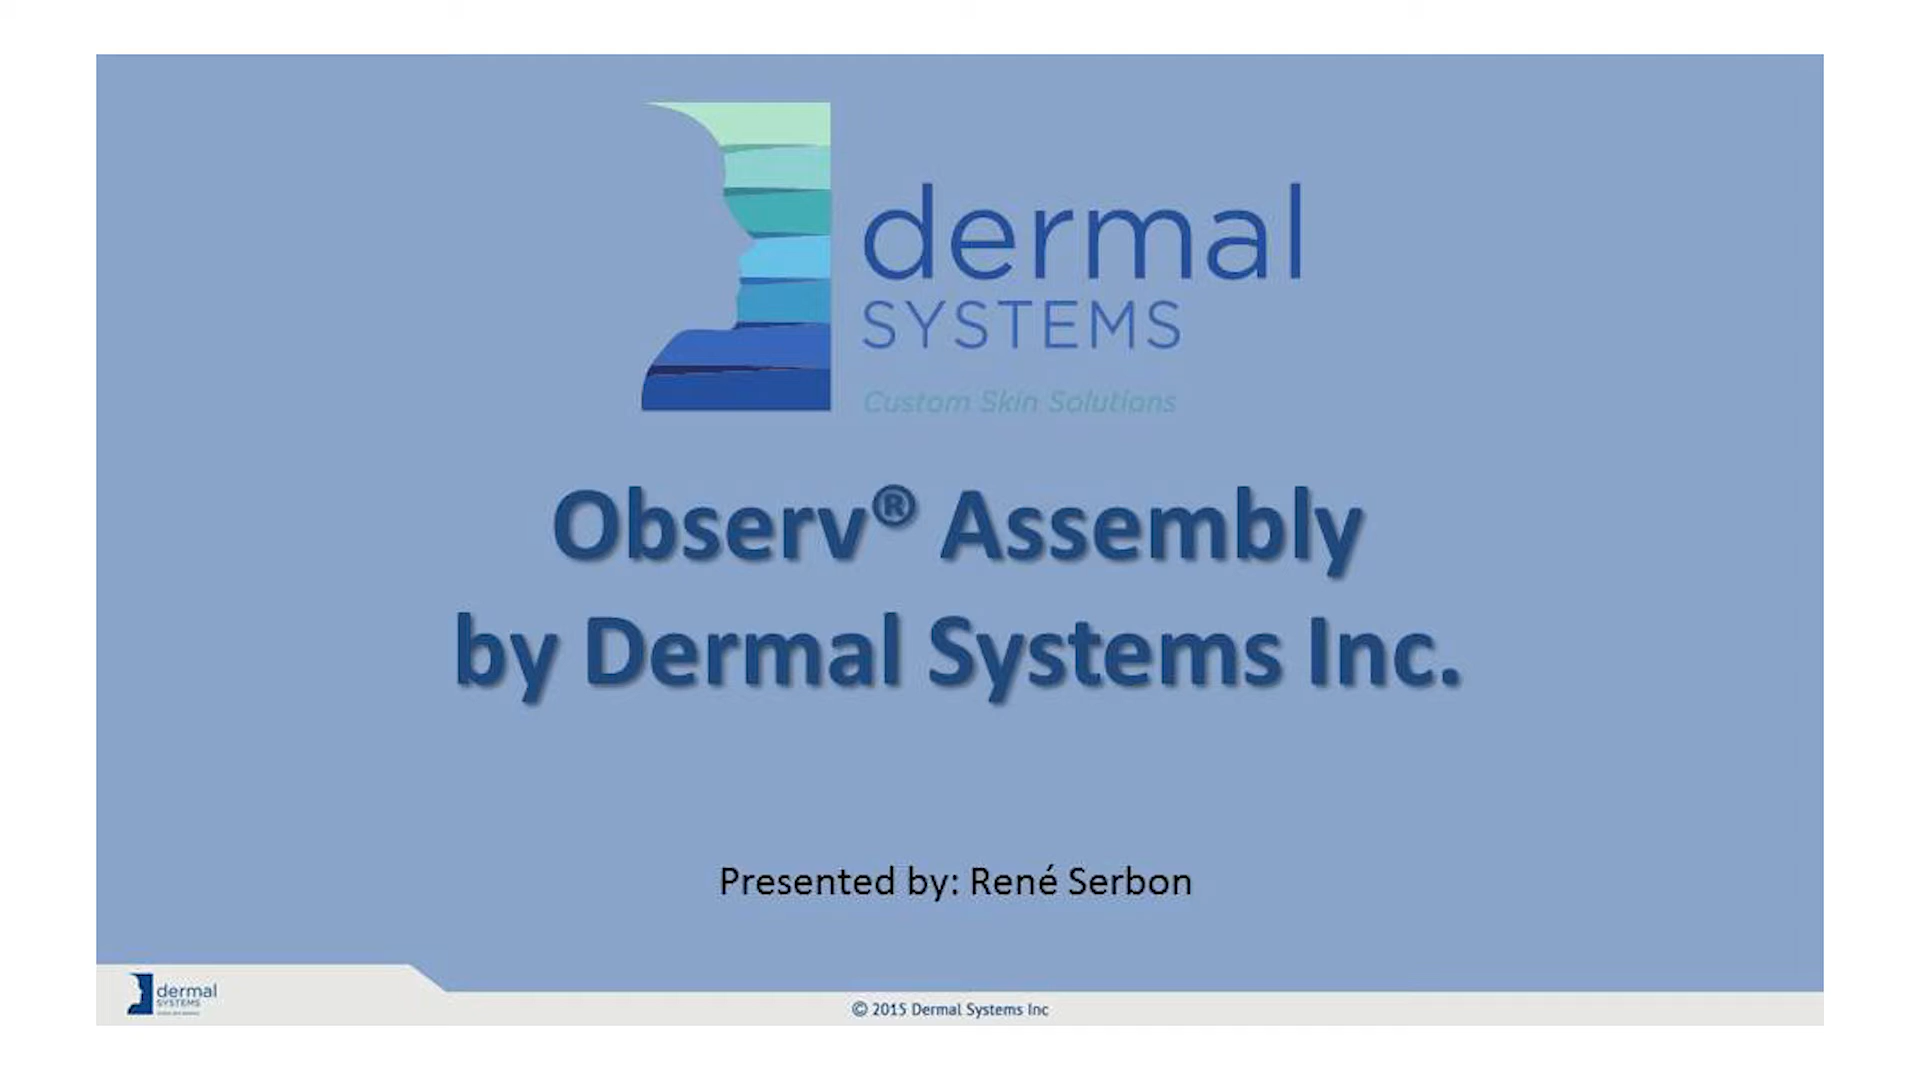 dermal
SYSTEMS
Custom Skin Solutions
Observ® Assembly
by Dermal Systems Inc.
Presented by: René Serbon
dermal
SYSTEMS
© 2015 Dermal Systems Inc